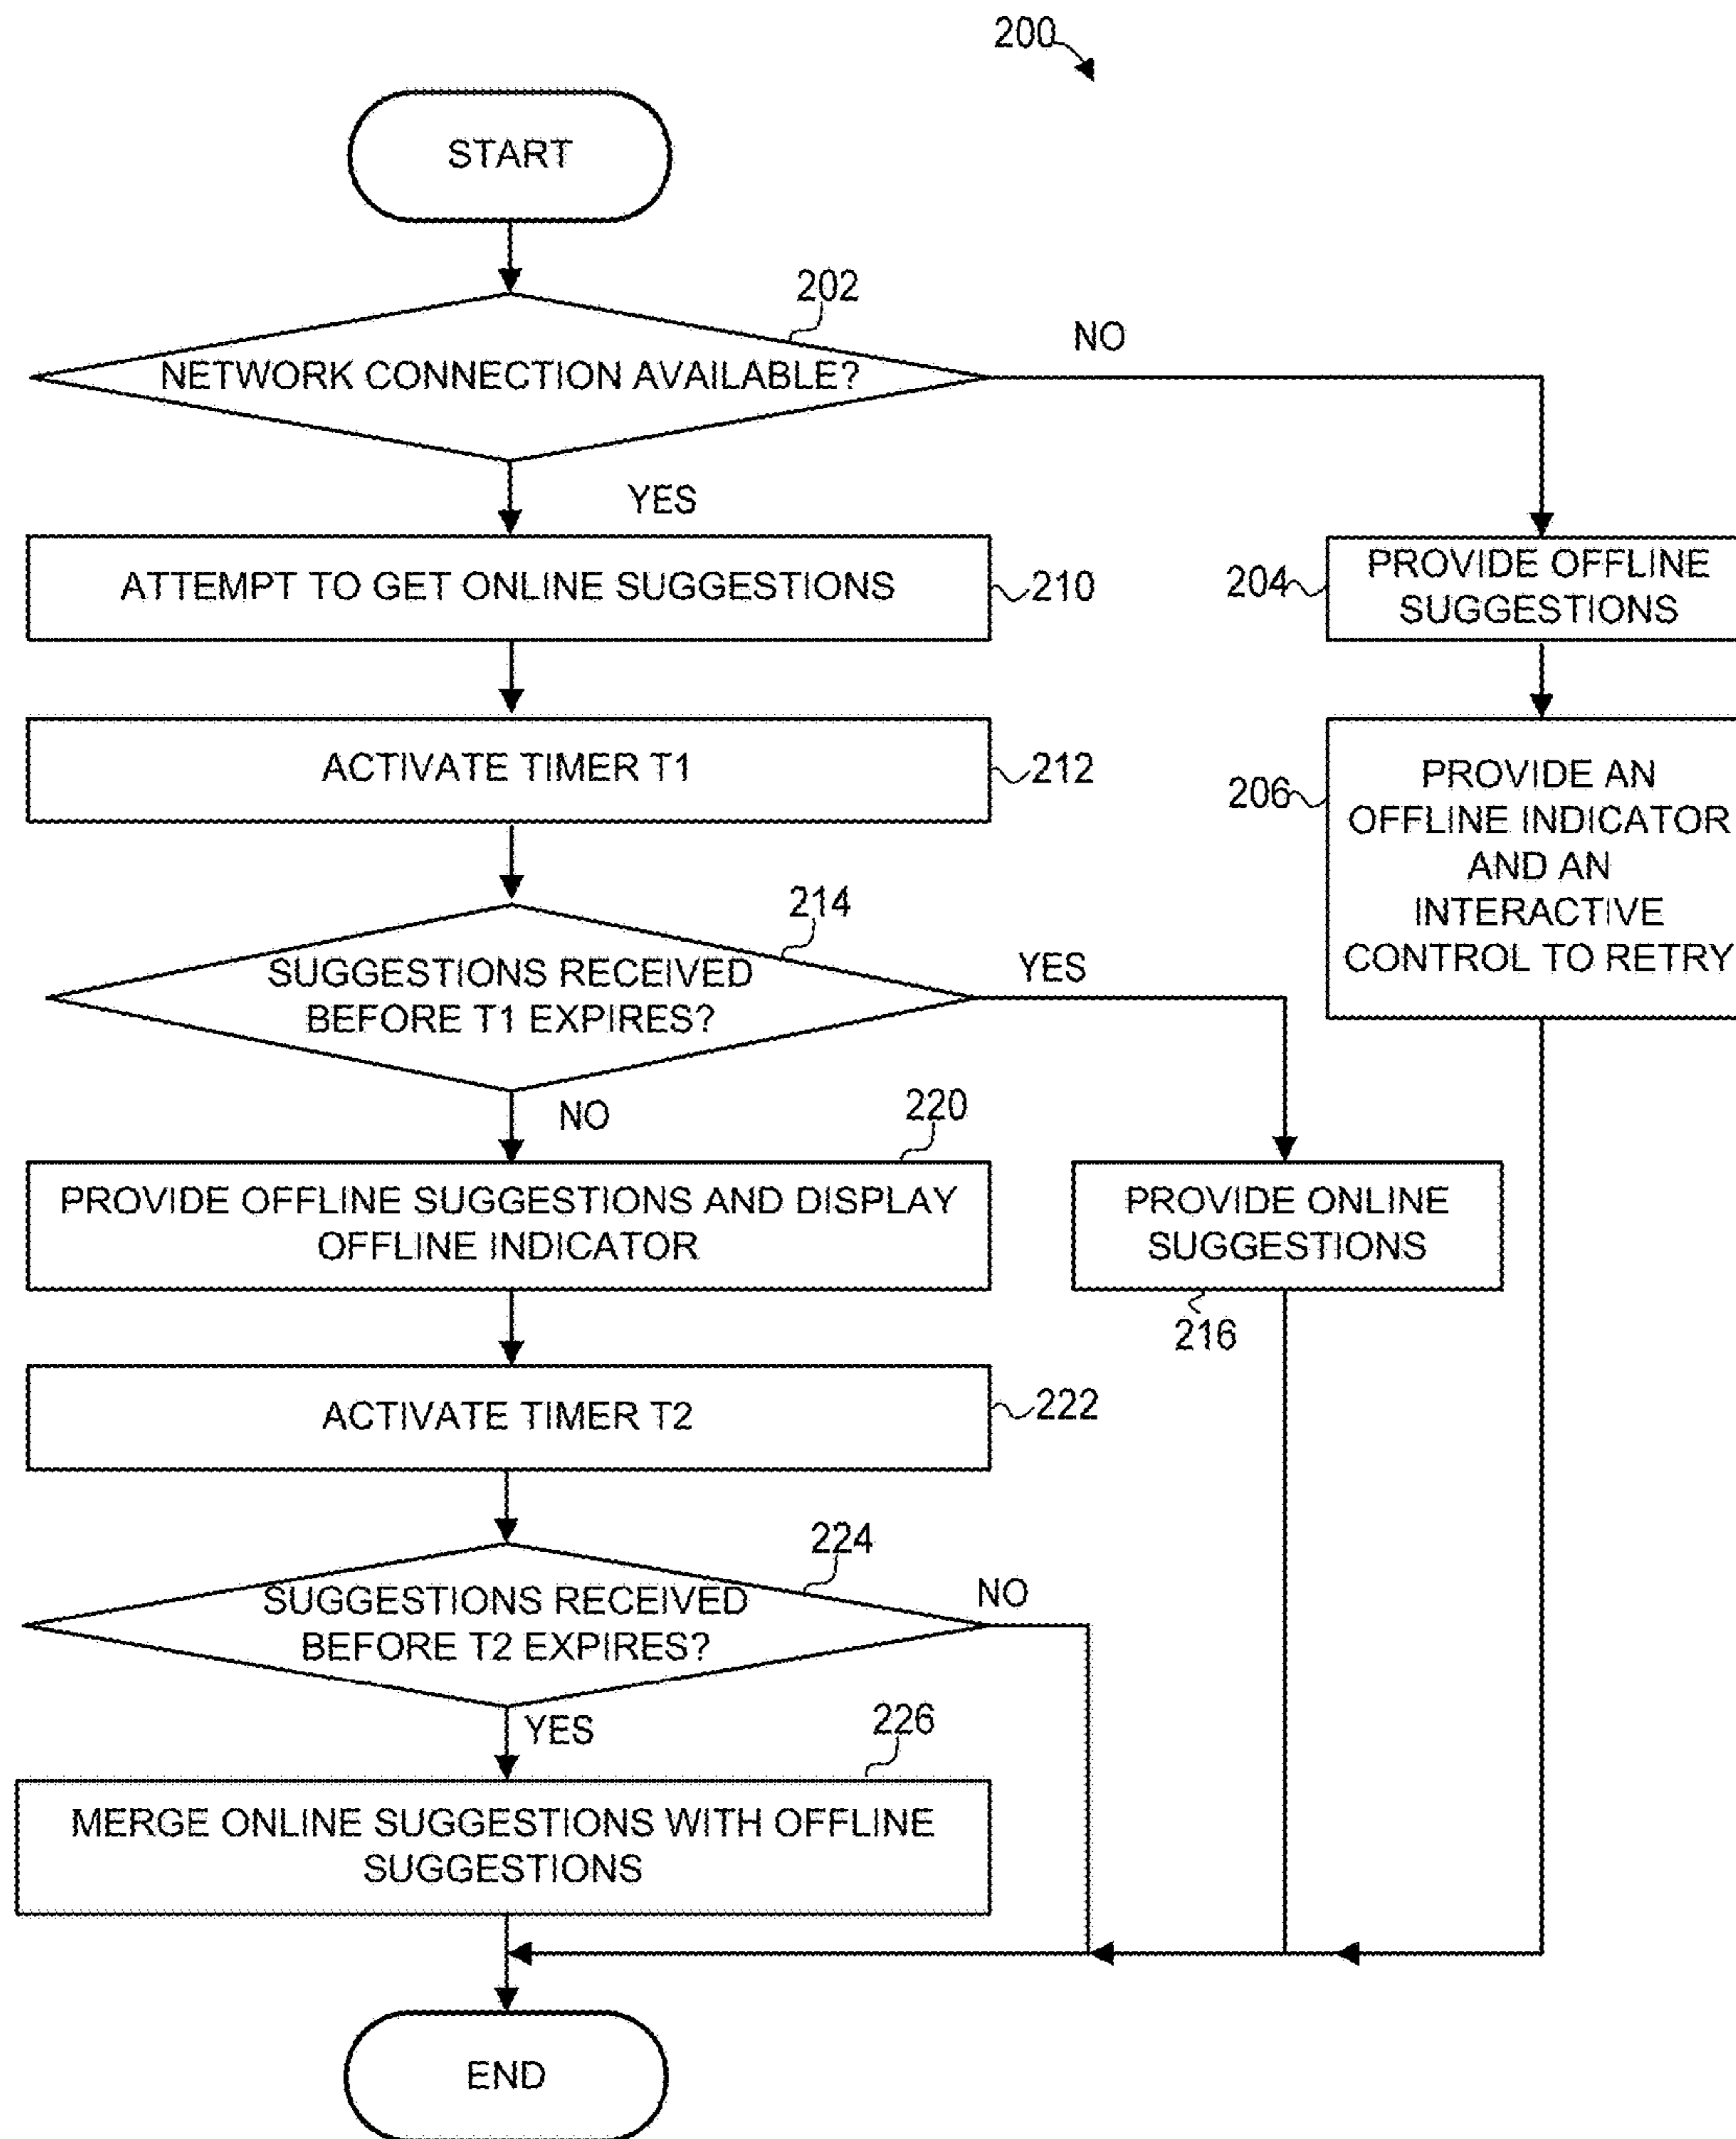 200
START
202
NETWORK CONNECTION AVAILABLE?
NO
YES
ATTEMPT TO GET ONLINE SUGGESTIONS
210
204
PROVIDE OFFLINE
SUGGESTIONS
ACTIVATE TIMER T1
212
206
PROVIDE AN
OFFLINE INDICATOR
AND AN
INTERACTIVE
CONTROL TO RETRY
214
SUGGESTIONS RECEIVED
BEFORE T1 EXPIRES?
YES
NO
220
PROVIDE OFFLINE SUGGESTIONS AND DISPLAY
OFFLINE INDICATOR
PROVIDE ONLINE
SUGGESTIONS
216
ACTIVATE TIMER T2
222
224
SUGGESTIONS RECEIVED
BEFORE T2 EXPIRES?
NO
YES
226
MERGE ONLINE SUGGESTIONS WITH OFFLINE
SUGGESTIONS
END